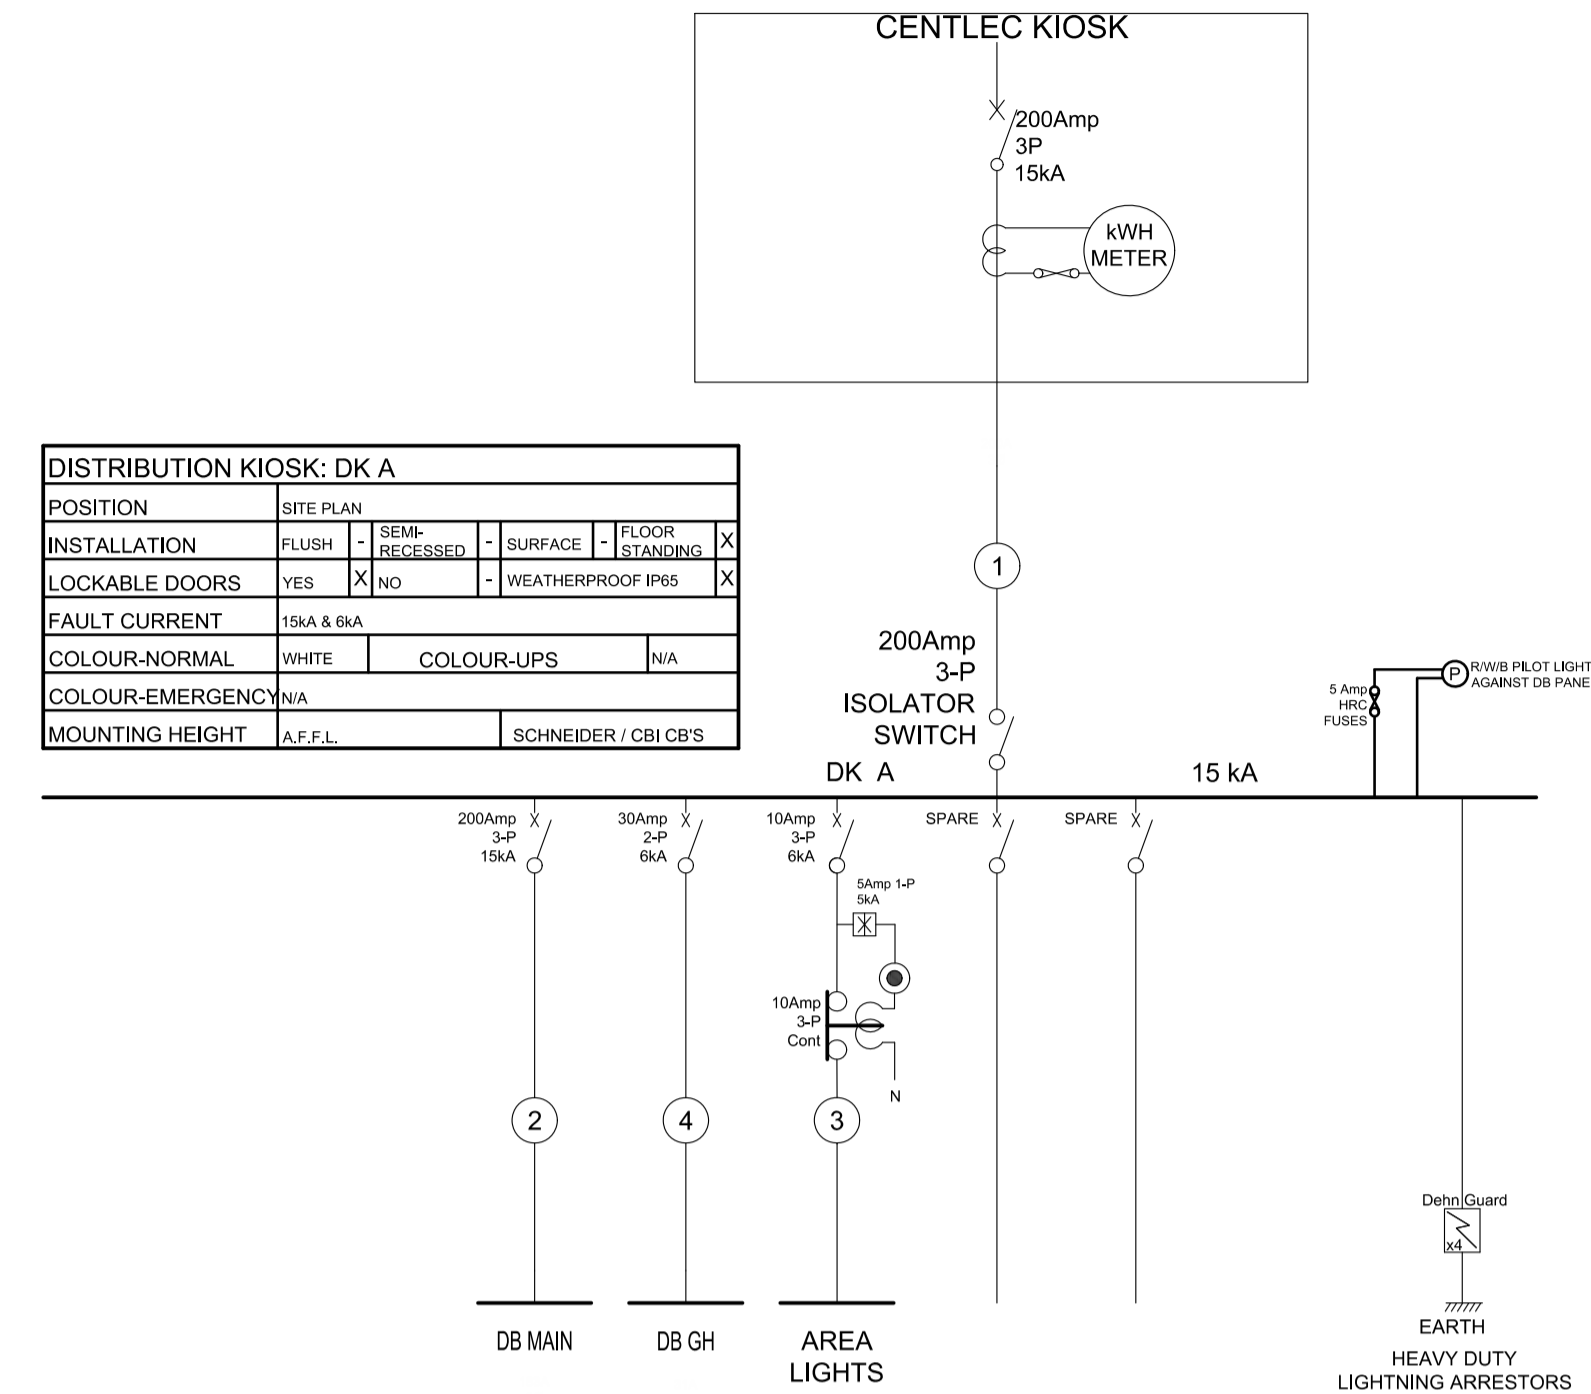 CENTLEC KIOSK
200Amp
3P
15kA
kWH
METER
DISTRIBUTION KIOSK: DK A
POSITION SITE PLAN
INSTALLATION FLUSH - SEMI-RECESSED - SURFACE - FLOOR STANDING X
LOCKABLE DOORS YES X NO - WEATHERPROOF IP65 X
FAULT CURRENT 15kA & 6kA
COLOUR-NORMAL WHITE COLOUR-UPS N/A
COLOUR-EMERGENCY N/A
MOUNTING HEIGHT A.F.F.L. SCHNEIDER / CBI CB'S
1
200Amp
3-P
ISOLATOR
SWITCH
DK A
15 kA
5 Amp
HRC
FUSES
P
R/W/B PILOT LIGHT
AGAINST DB PANE
200Amp
3-P
15kA
30Amp
2-P
6kA
10Amp
3-P
6kA
SPARE
SPARE
5Amp 1-P
5kA
10Amp
3-P
Cont
N
2
4
3
Dehn Guard
x4
DB MAIN
DB GH
AREA
LIGHTS
EARTH
HEAVY DUTY
LIGHTNING ARRESTORS